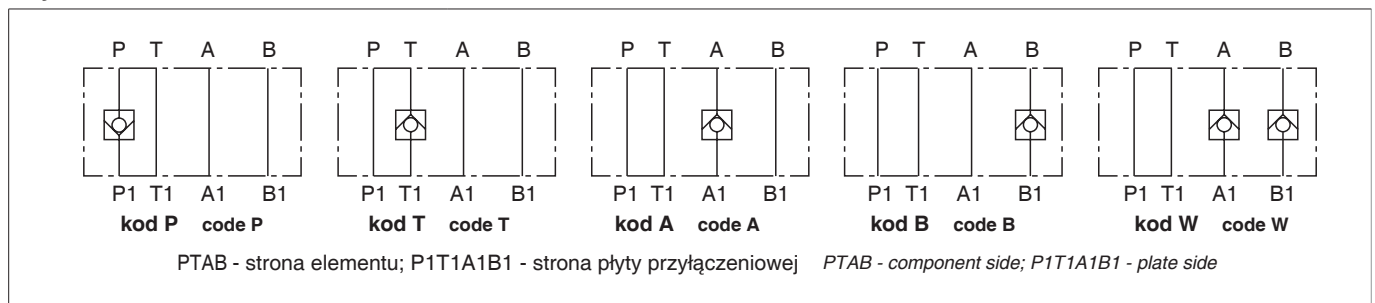 P T A B P T A B P T A B P T A B P T A B
P1 T1 A1 B1 P1 T1 A1 B1 P1 T1 A1 B1 P1 T1 A1 B1 P1 T1 A1 B1
kod P code P kod T code T kod A code A kod B code B kod W code W
PTAB - strona elementu; P1T1A1B1 - strona płyty przyłączeniowej PTAB - component side; P1T1A1B1 - plate side